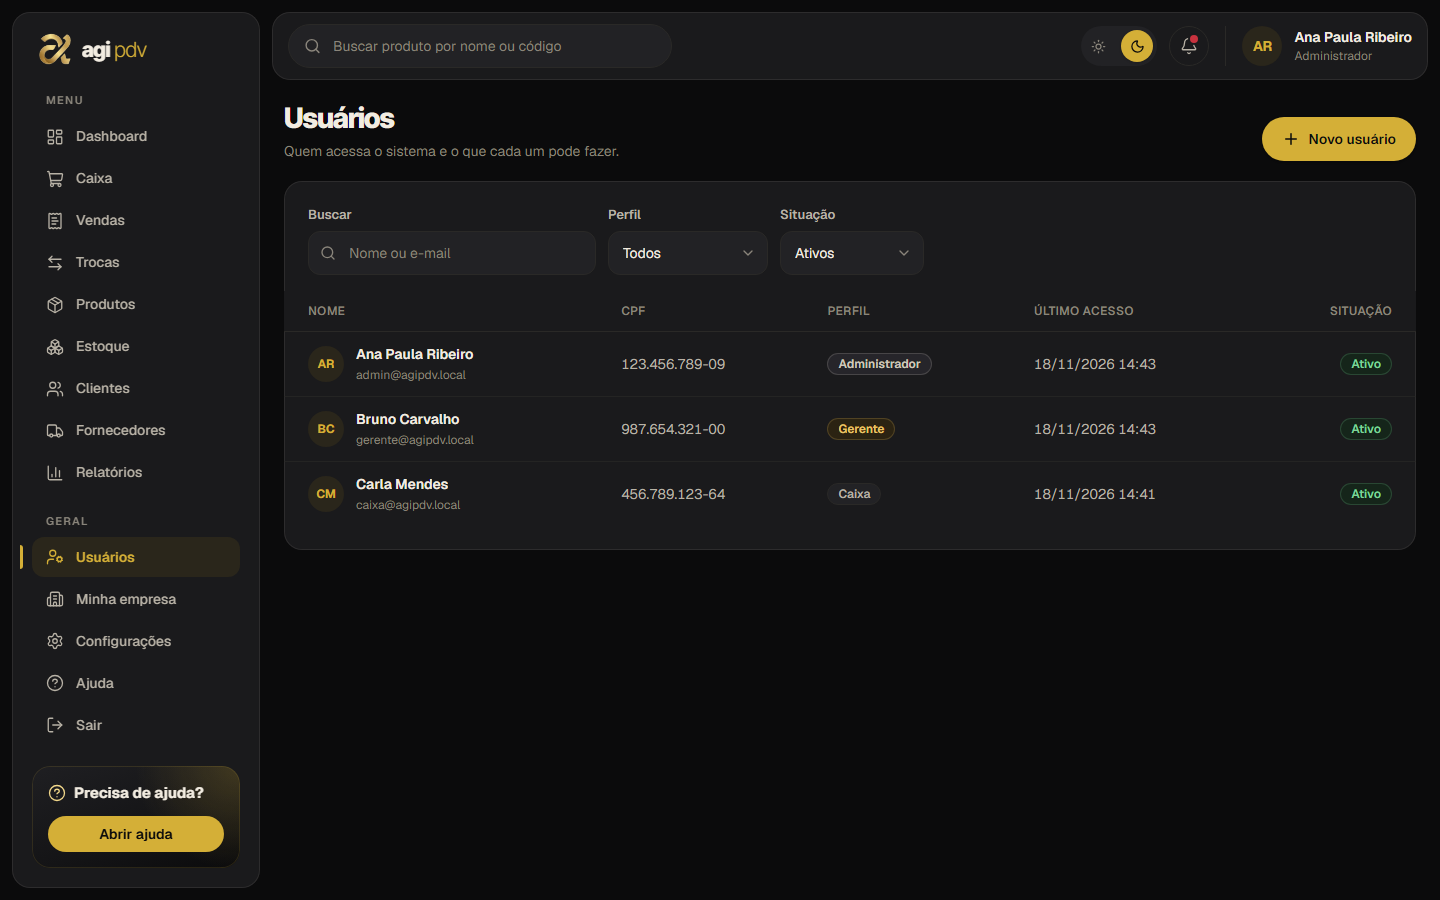 agi pdv
MENU
Dashboard
Caixa
Vendas
Trocas
Produtos
Estoque
Clientes
Fornecedores
Relatórios
GERAL
Usuários
Minha empresa
Configurações
Ajuda
Sair
Precisa de ajuda?
Abrir ajuda
Buscar produto por nome ou código
AR
Ana Paula Ribeiro
Administrador
Usuários
Quem acessa o sistema e o que cada um pode fazer.
Novo usuário
Buscar Perfil Situação
Nome ou e-mail Todos Ativos
NOME CPF PERFIL ÚLTIMO ACESSO SITUAÇÃO
AR Ana Paula Ribeiro 123.456.789-09 Administrador 18/11/2026 14:43 Ativo
admin@agipdv.local
BC Bruno Carvalho 987.654.321-00 Gerente 18/11/2026 14:43 Ativo
gerente@agipdv.local
CM Carla Mendes 456.789.123-64 Caixa 18/11/2026 14:41 Ativo
caixa@agipdv.local